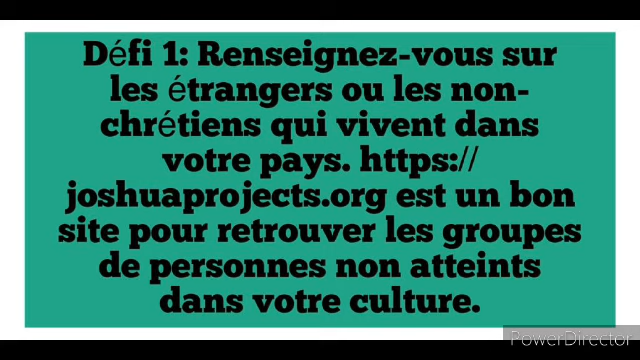 Défi 1: Renseignez-vous sur
les étrangers ou les non-
chrétiens qui vivent dans
votre pays. https://
joshuaprojects.org est un bon
site pour retrouver les groupes
de personnes non atteints
dans votre culture.
PowerDirector